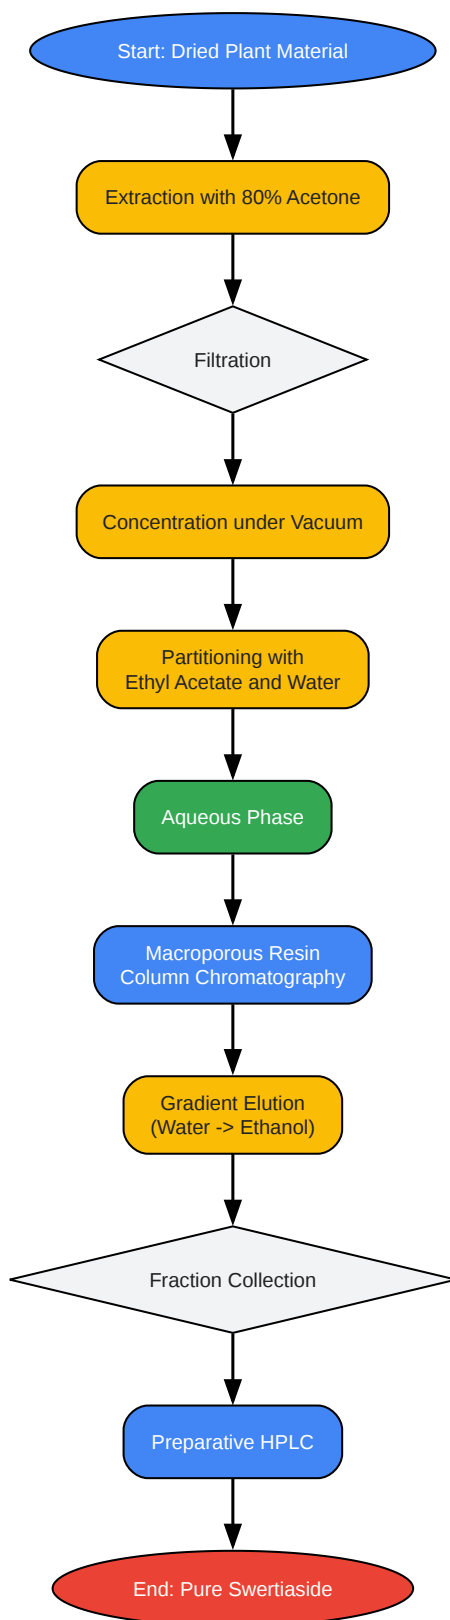 Start: Dried Plant Material
Extraction with 80% Acetone
Filtration
Concentration under Vacuum
Partitioning with
Ethyl Acetate and Water
Aqueous Phase
Macroporous Resin
Column Chromatography
Gradient Elution
(Water -> Ethanol)
Fraction Collection
Preparative HPLC
End: Pure Swertiaside